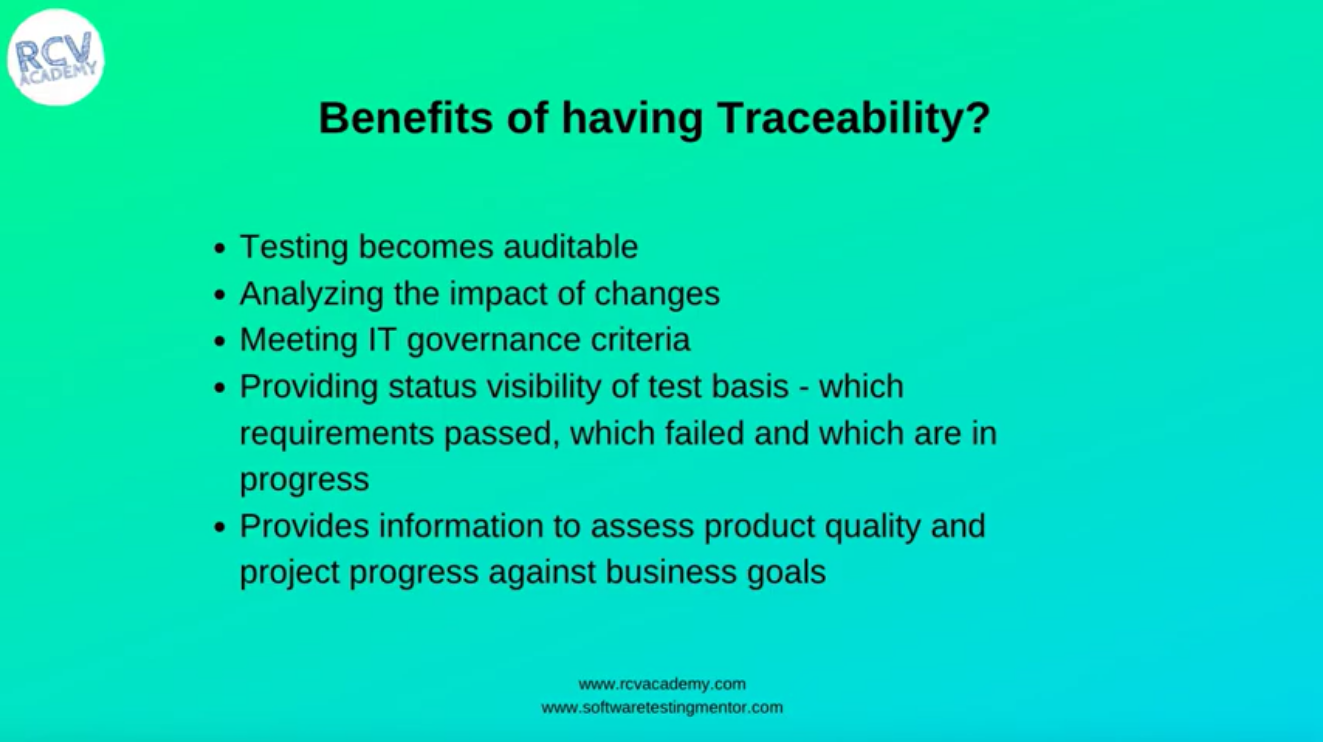 RCV
ACADEMY
Benefits of having Traceability?
• Testing becomes auditable
• Analyzing the impact of changes
• Meeting IT governance criteria
• Providing status visibility of test basis - which
requirements passed, which failed and which are in
progress
• Provides information to assess product quality and
project progress against business goals
www.rcvacademy.com
www.softwaretestingmentor.com